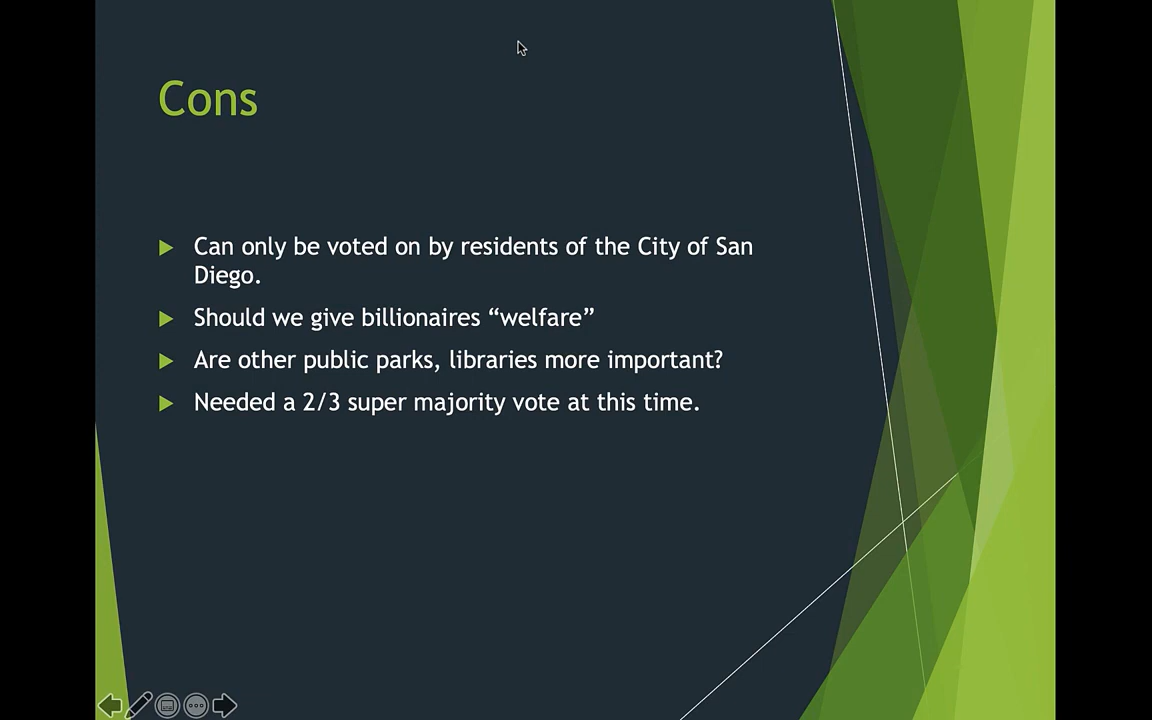 Cons
Can only be voted on by residents of the City of San
Diego.
Should we give billionaires “welfare”
Are other public parks, libraries more important?
Needed a 2/3 super majority vote at this time.